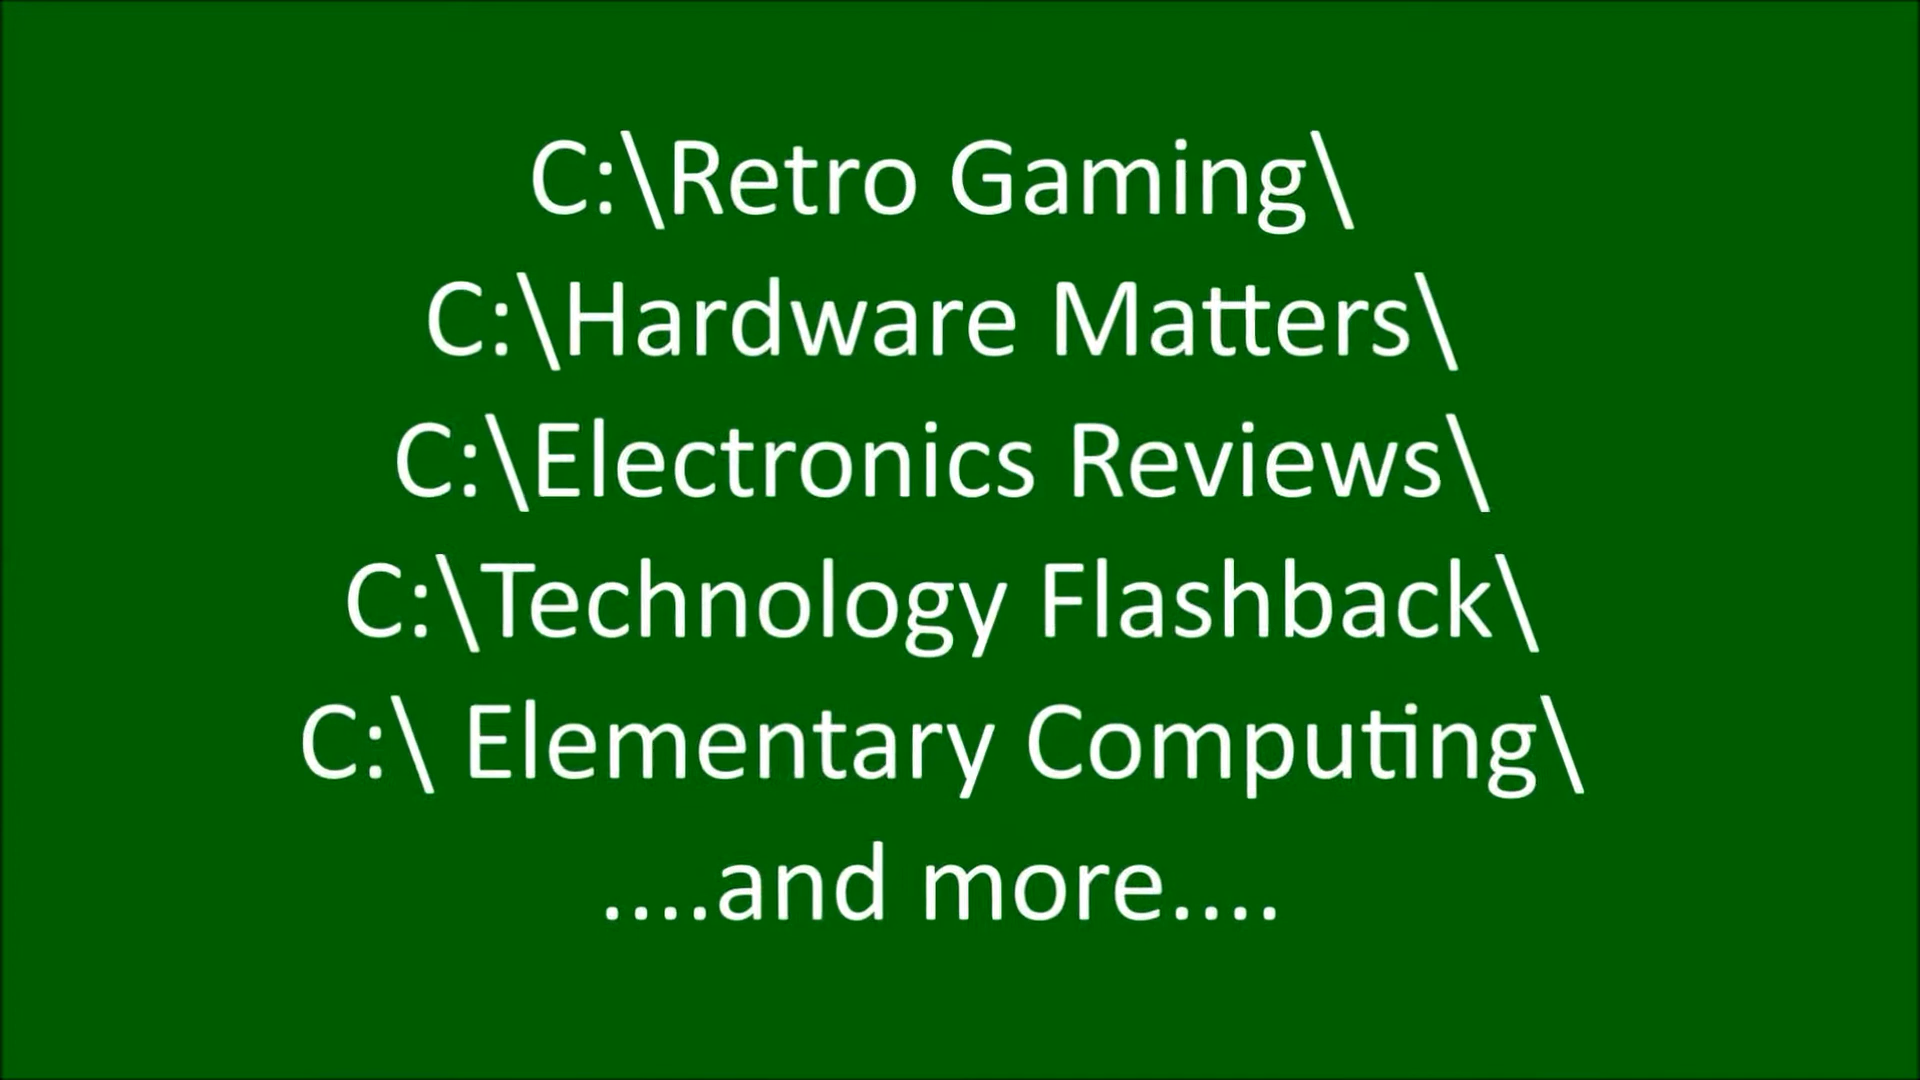 C:\Retro Gaming\
C:\Hardware Matters\
C:\Electronics Reviews\
C:\Technology Flashback\
C:\ Elementary Computing\
....and more....